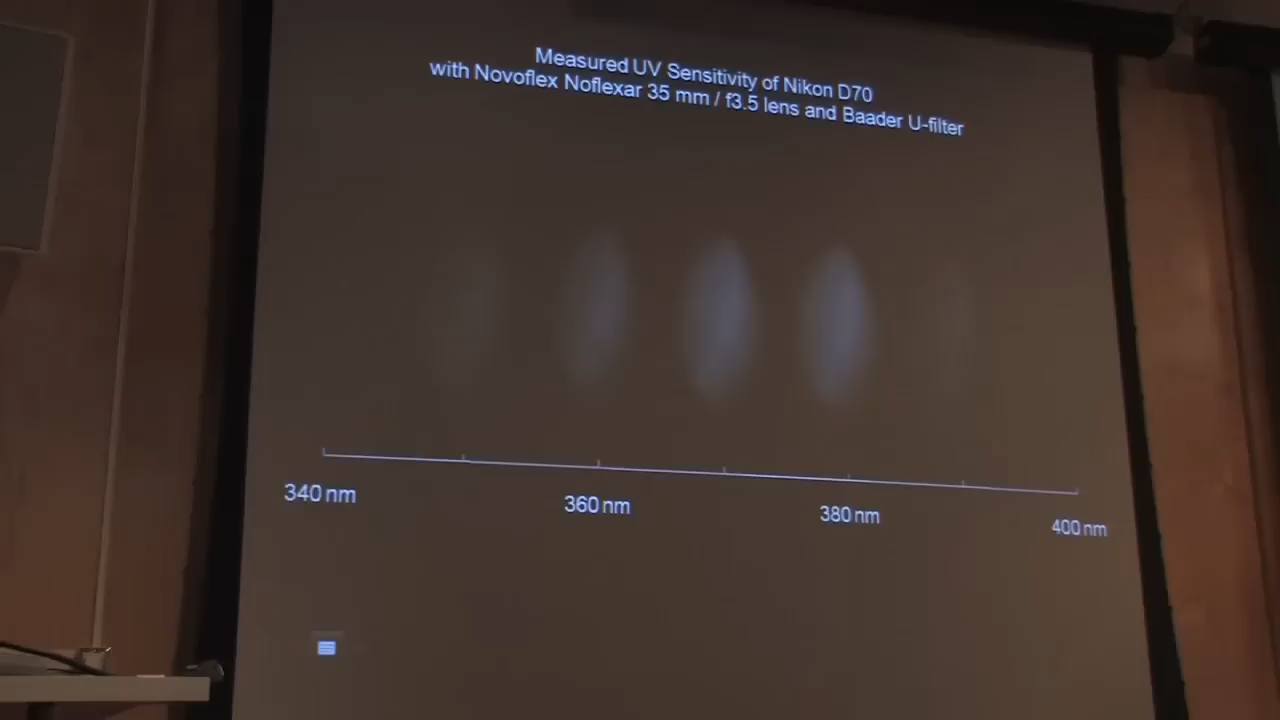 Measured UV Sensitivity of Nikon D70
with Novoflex Noflexar 35 mm / f3.5 lens and Baader U-filter
340 nm
360 nm
380 nm
400 nm